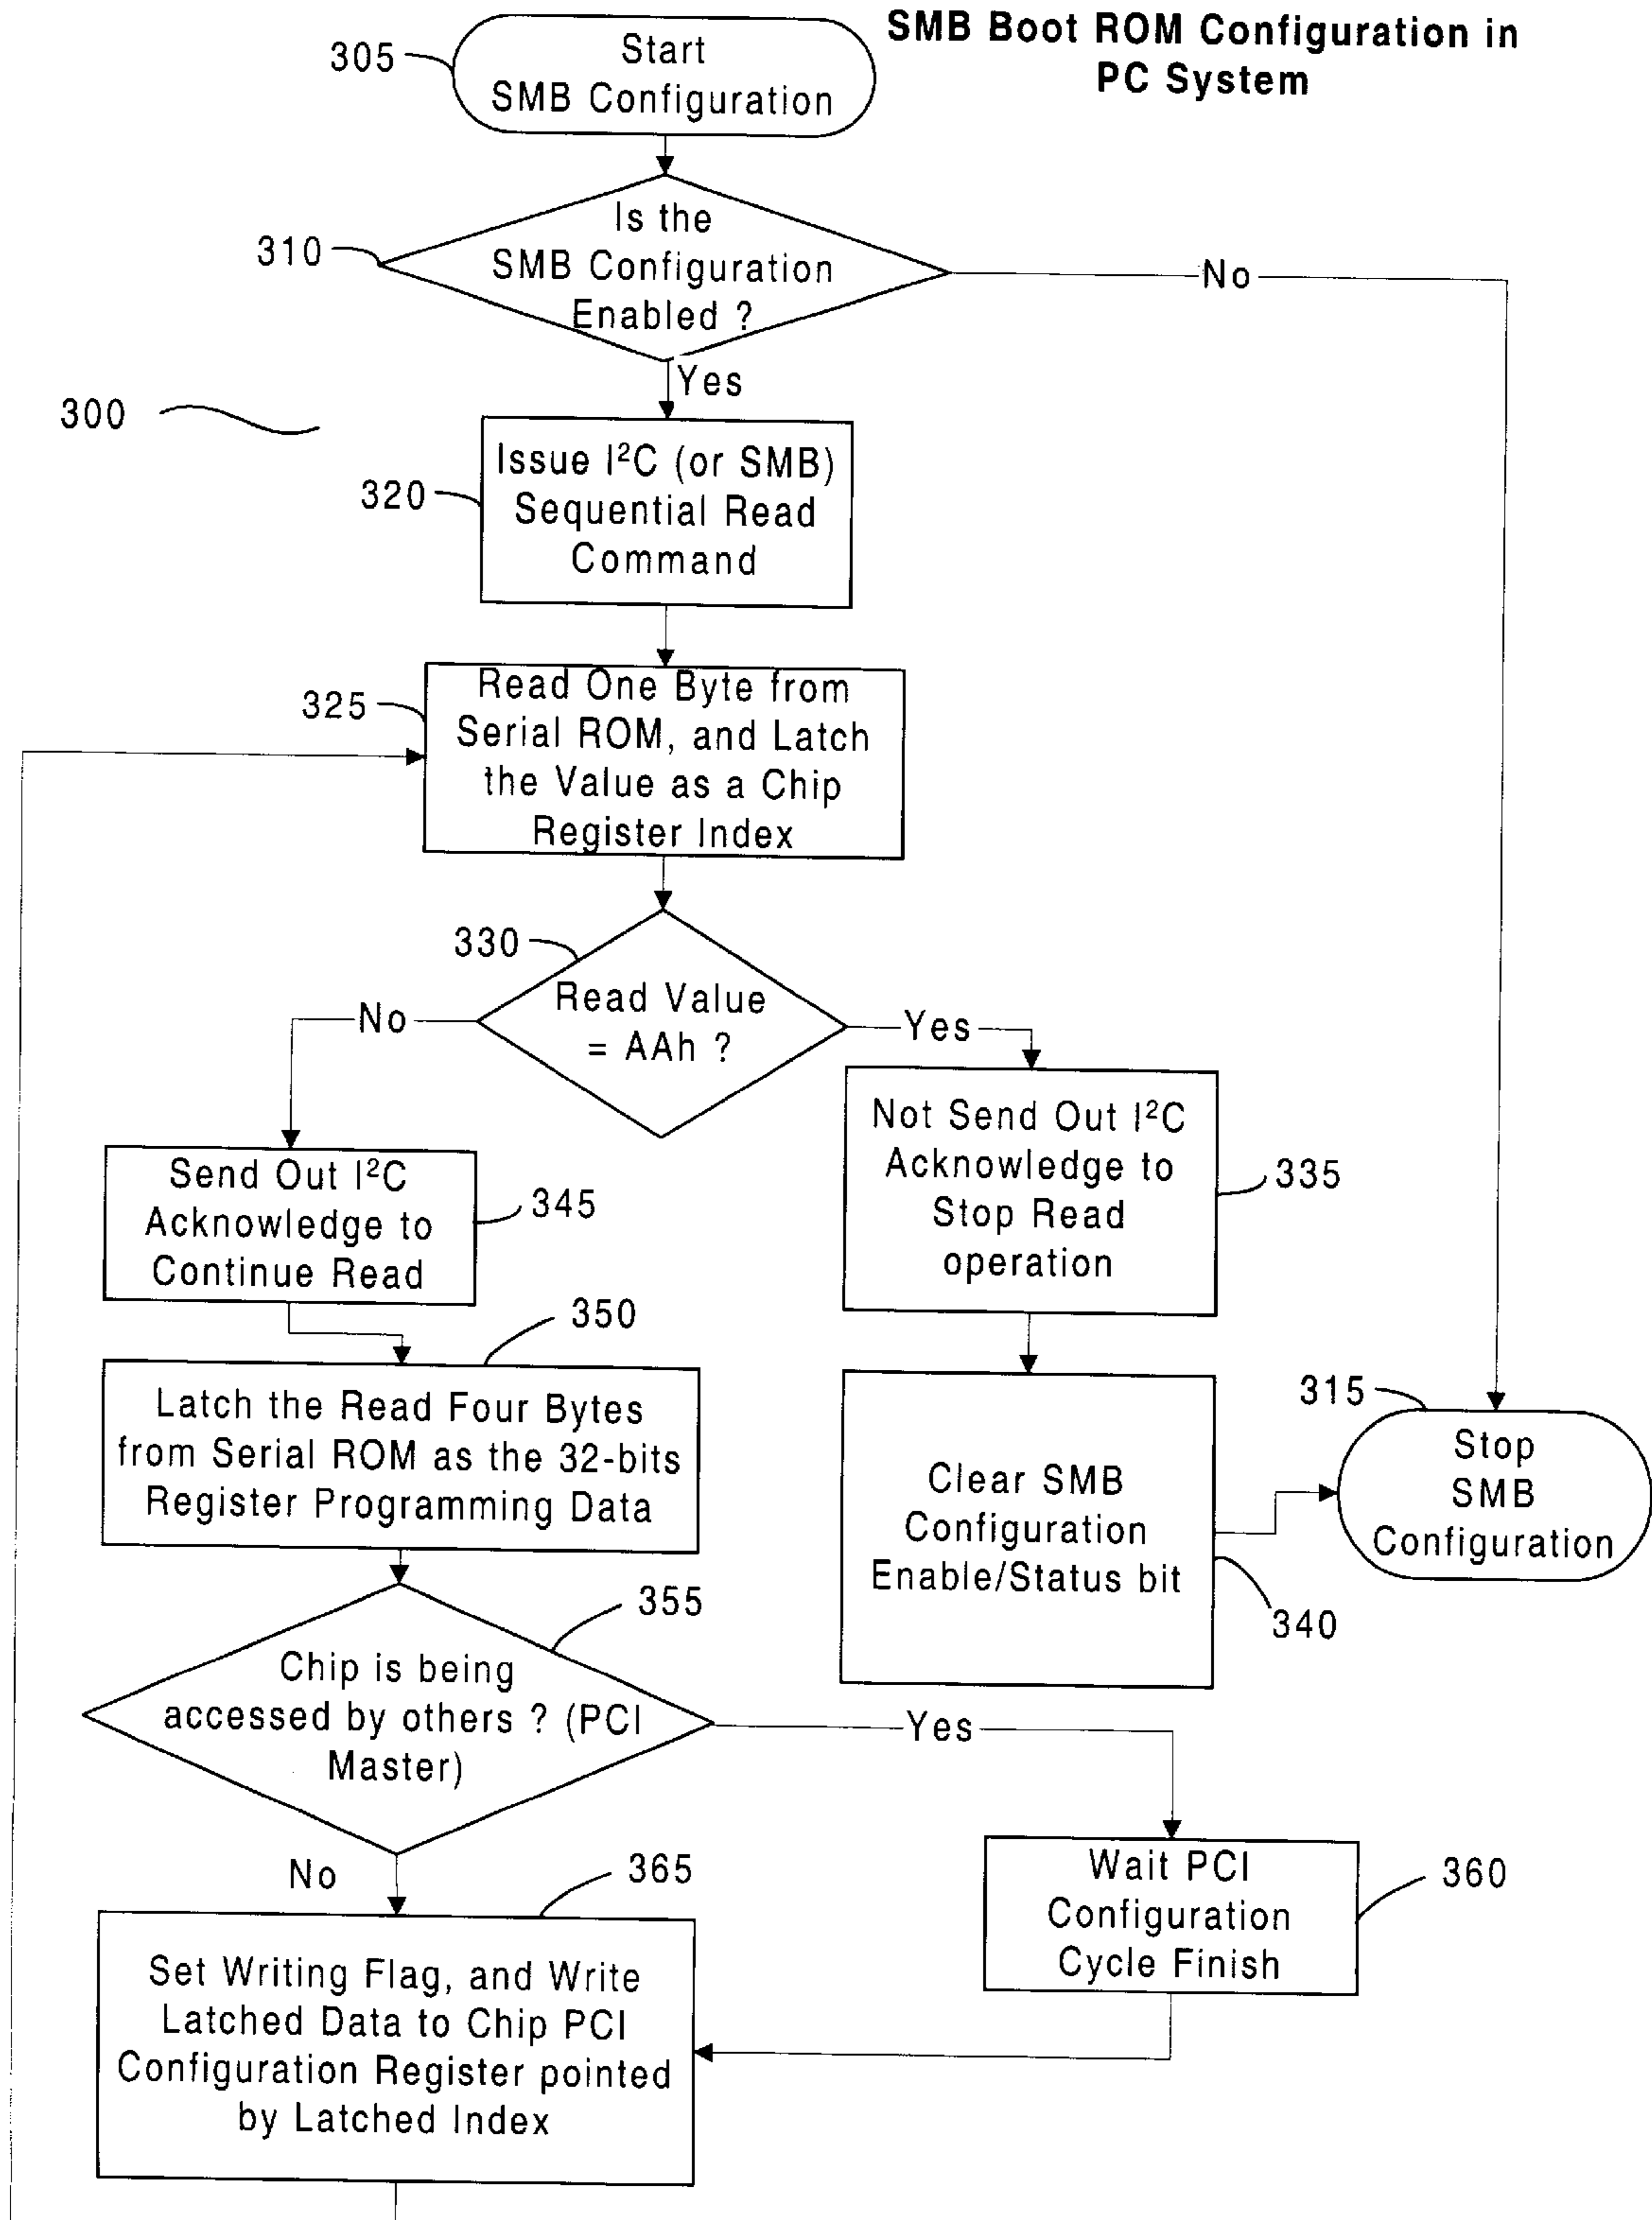 SMB Boot ROM Configuration in
PC System
305
Start
SMB Configuration
310
Is the
SMB Configuration
Enabled ?
No
Yes
300
320
Issue I²C (or SMB)
Sequential Read
Command
325
Read One Byte from
Serial ROM, and Latch
the Value as a Chip
Register Index
330
Read Value
= AAh ?
No
Yes
Send Out I²C
Acknowledge to
Continue Read
345
Not Send Out I²C
Acknowledge to
Stop Read
operation
335
350
Latch the Read Four Bytes
from Serial ROM as the 32-bits
Register Programming Data
Clear SMB
Configuration
Enable/Status bit
340
315
Stop
SMB
Configuration
355
Chip is being
accessed by others ? (PCI
Master)
Yes
No
Wait PCI
Configuration
Cycle Finish
360
365
Set Writing Flag, and Write
Latched Data to Chip PCI
Configuration Register pointed
by Latched Index